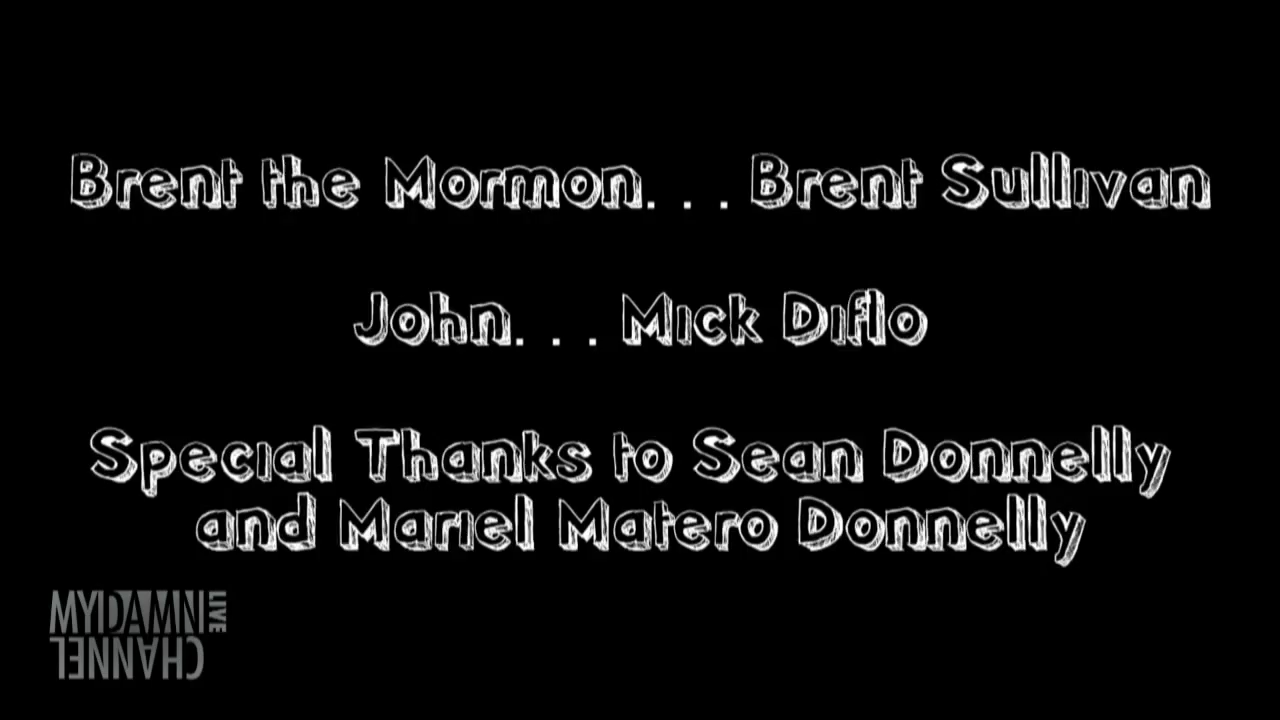 Brent the Mormon. . . Brent Sullivan
John. . . Mick Diflo
Special Thanks to Sean Donnelly
and Mariel Matero Donnelly
MYDAMN LIVE
CHANNEL